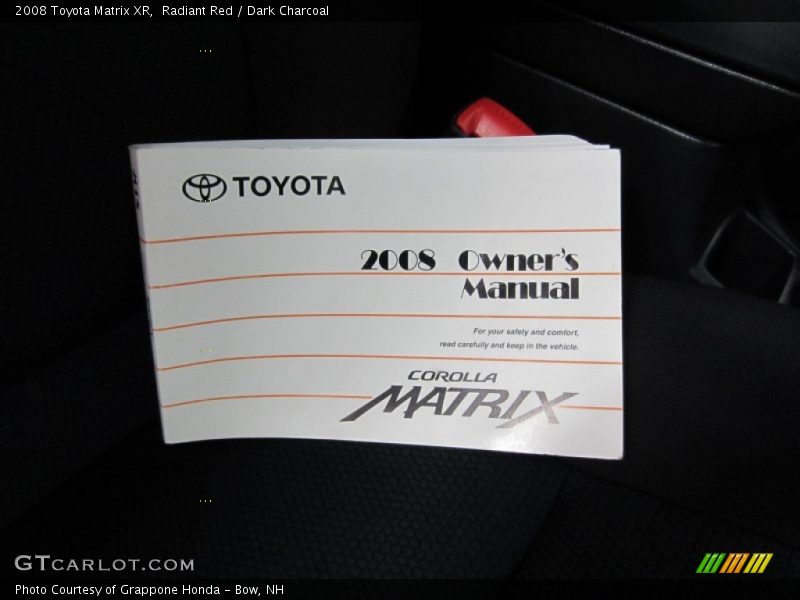 2008 Toyota Matrix XR,  Radiant Red / Dark Charcoal
TOYOTA
2008 Owner's
Manual
For your safety and comfort,
read carefully and keep in the vehicle.
COROLLA
MATRIX
GTCARLOT.COM
Photo Courtesy of Grappone Honda - Bow, NH